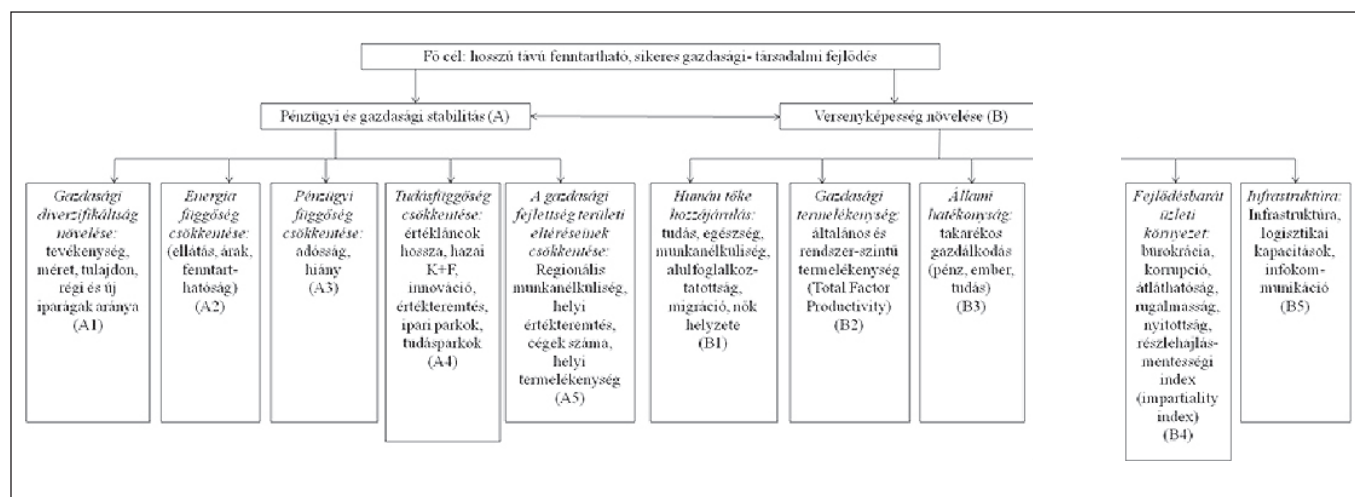 Fő cél: hosszú távú fenntartható, sikeres gazdasági- társadalmi fejlődés
Pénzügyi és gazdasági stabilitás (A)
Versenyképesség növelése (B)
Gazdasági
diverzifikáltság
növelése:
tevékenység,
méret, tulajdon,
régi és új
iparágak aránya
(A1)
Energia
függőség
csökkentése:
(ellátás, árak,
fenntart-
hatóság)
(A2)
Pénzügyi
függőség
csökkentése:
adósság,
hiány
(A3)
Tudásfüggőség
csökkentése:
értékláncok
hossza, hazai
K+F,
innováció,
értékteremtés,
ipari parkok,
tudásparkok
(A4)
A gazdasági
fejlettség területi
eltéréseinek
csökkentése:
Regionális
munkanélküliség,
helyi
értékteremtés,
cégek száma,
helyi
termelékenység
(A5)
Humán tőke
hozzájárulás:
tudás, egészség,
munkanélküliség,
alulfoglalkoz-
tatottság,
migráció, nők
helyzete
(B1)
Gazdasági
termelékenység:
általános és
rendszer-szintű
termelékenység
(Total Factor
Productivity)
(B2)
Állami
hatékonyság:
takarékos
gazdálkodás
(pénz, ember,
tudás)
(B3)
Fejlődésbarát
üzleti
környezet:
bürokrácia,
korrupció,
átláthatóság,
rugalmasság,
nyitottság,
részlehajlás-
mentességi
index
(impartiality
index)
(B4)
Infrastruktúra:
Infrastruktúra,
logisztikai
kapacitások,
infokom-
munikáció
(B5)